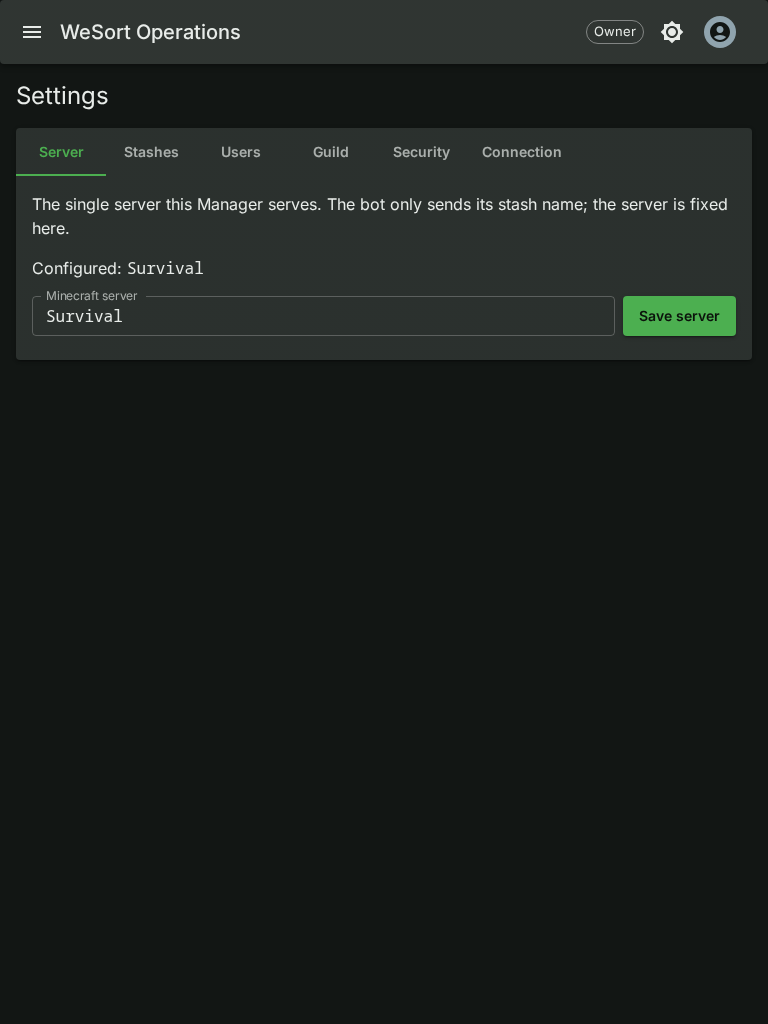 WeSort Operations
Owner
Settings
Server
Stashes
Users
Guild
Security
Connection
The single server this Manager serves. The bot only sends its stash name; the server is fixed
here.
Configured: Survival
Minecraft server
Survival
Save server